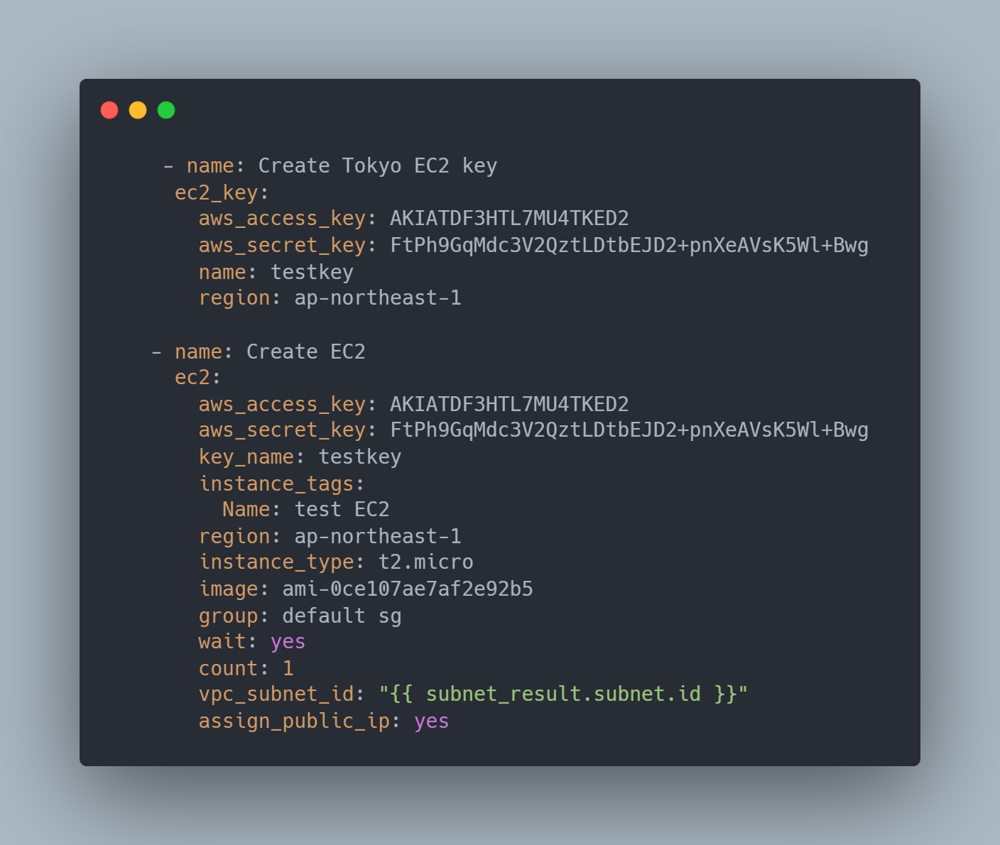 - name: Create Tokyo EC2 key
ec2_key:
aws_access_key: AKIATDF3HTL7MU4TKED2
aws_secret_key: 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
name: testkey
region: ap-northeast-1
- name: Create EC2
ec2:
aws_access_key: AKIATDF3HTL7MU4TKED2
aws_secret_key: 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
key_name: testkey
instance_tags:
Name: test EC2
region: ap-northeast-1
instance_type: t2.micro
image: ami-0ce107ae7af2e92b5
group: default sg
wait: yes
count: 1
vpc_subnet_id: "{{ subnet_result.subnet.id }}"
assign_public_ip: yes